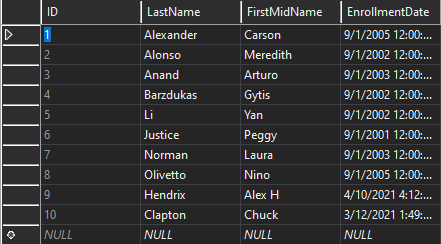 ID LastName FirstMidName EnrollmentDate
1 Alexander Carson 9/1/2005 12:00:...
2 Alonso Meredith 9/1/2002 12:00:...
3 Anand Arturo 9/1/2003 12:00:...
4 Barzdukas Gytis 9/1/2002 12:00:...
5 Li Yan 9/1/2002 12:00:...
6 Justice Peggy 9/1/2001 12:00:...
7 Norman Laura 9/1/2003 12:00:...
8 Olivetto Nino 9/1/2005 12:00:...
9 Hendrix Alex H 4/10/2021 4:12:...
10 Clapton Chuck 3/12/2021 1:49:...
NULL NULL NULL NULL